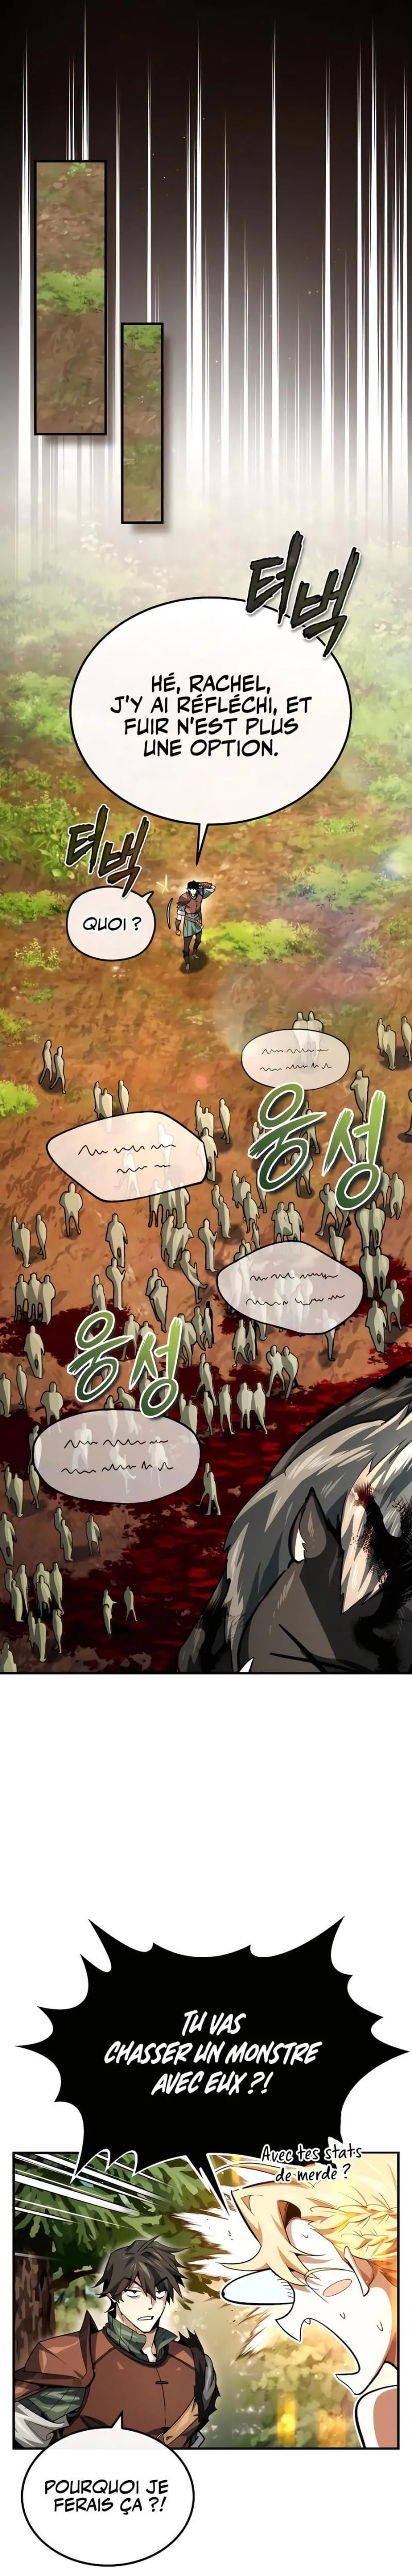 터벅
HÉ, RACHEL,
J'Y AI RÉFLÉCHI, ET
FUIR N'EST PLUS
UNE OPTION.
터벅
QUOI ?
웅성
웅성
TU VAS
CHASSER UN MONSTRE
AVEC EUX ?!
Avec tes stats
de merde ?
POURQUOI JE
FERAIS ÇA ?!